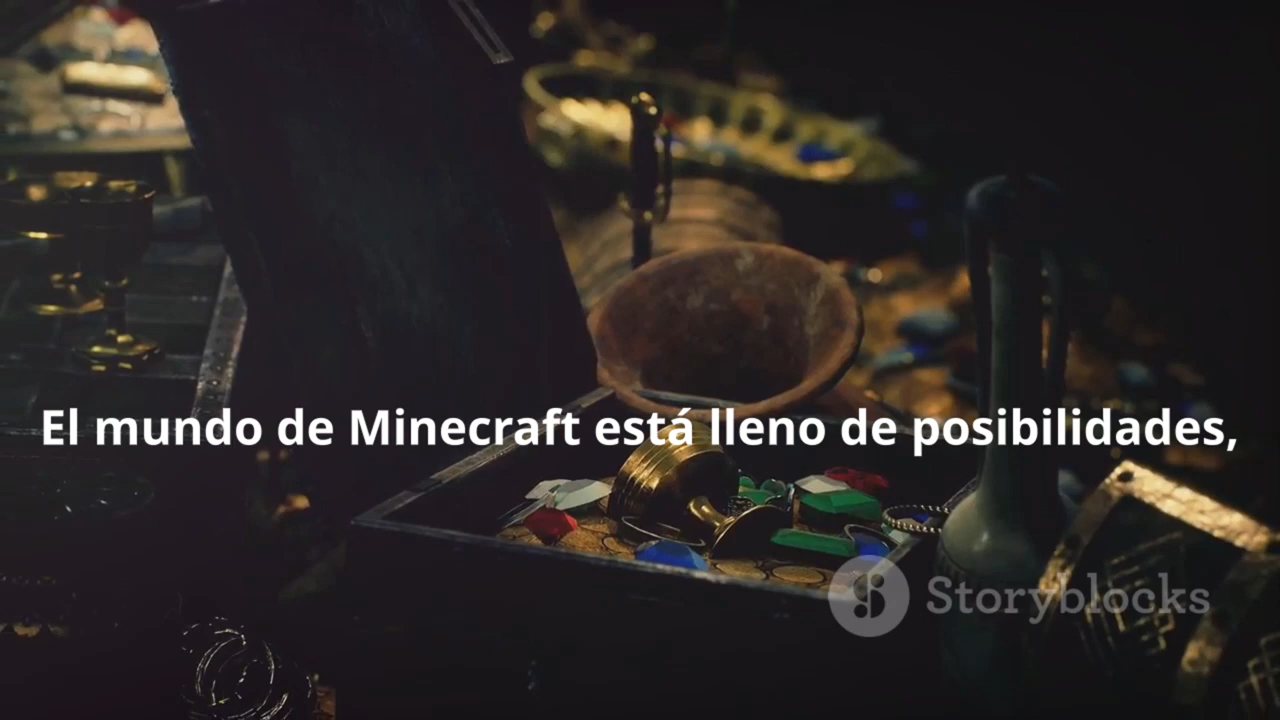 El mundo de Minecraft está lleno de posibilidades,
Storyblocks